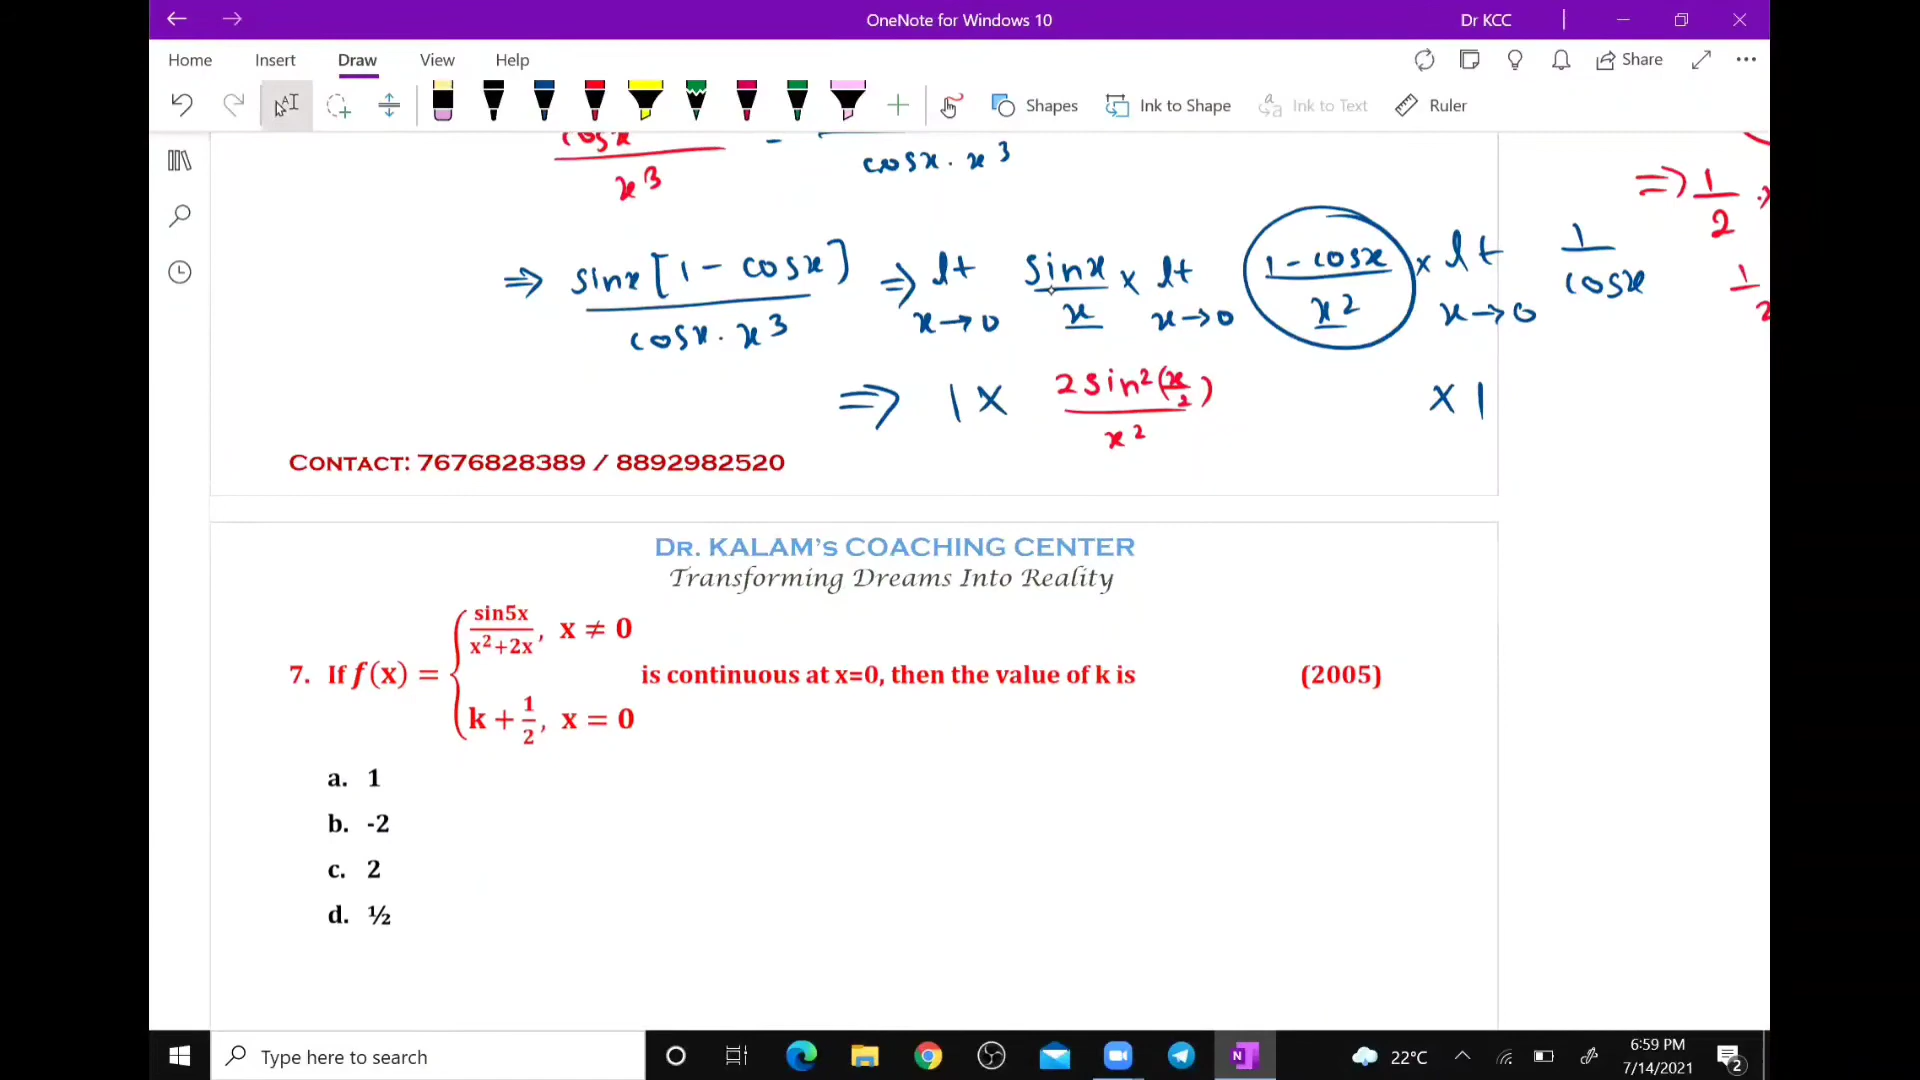 OneNote for Windows 10
Dr KCC
Home Insert Draw View Help
Share
Shapes Ink to Shape Ink to Text Ruler
cosx / x³ - / cosx · x³
⇒ 1/2 ·
⇒ sinx[1 - cosx] / cosx · x³ ⇒ lt x→0 sinx / x × lt x→0 1 - cosx / x² × lt x→0 1 / cosx
⇒ 1 × 2 sin²(x/2) / x² × 1
CONTACT: 7676828389 / 8892982520
DR. KALAM's COACHING CENTER
Transforming Dreams Into Reality
7. If f(x) = { sin5x / x²+2x, x ≠ 0
k + 1/2, x = 0
is continuous at x=0, then the value of k is (2005)
a. 1
b. -2
c. 2
d. ½
Type here to search
22°C
6:59 PM
7/14/2021
2